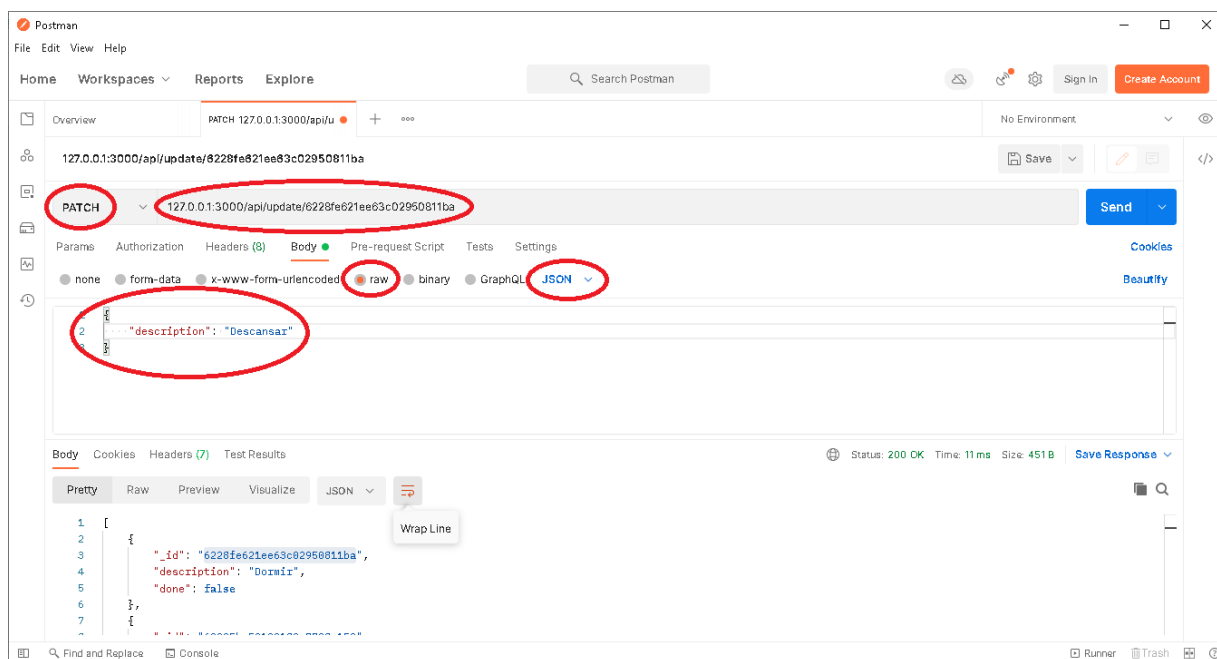 Postman
File Edit View Help
Home Workspaces Reports Explore Search Postman Sign In Create Account
Overview PATCH 127.0.0.1:3000/api/u No Environment
127.0.0.1:3000/api/update/6228fe621ee63c02950811ba Save
PATCH 127.0.0.1:3000/api/update/6228fe621ee63c02950811ba Send
Params Authorization Headers (8) Body Pre-request Script Tests Settings Cookies
none form-data x-www-form-urlencoded raw binary GraphQL JSON Beautify
1 {
2 "description": "Descansar"
3 }
Body Cookies Headers (7) Test Results Status: 200 OK Time: 11 ms Size: 451 B Save Response
Pretty Raw Preview Visualize JSON
Wrap Line
1 [
2 {
3 "_id": "6228fe621ee63c02950811ba",
4 "description": "Dormir",
5 "done": false
6 },
7 {
Find and Replace Console Runner Trash